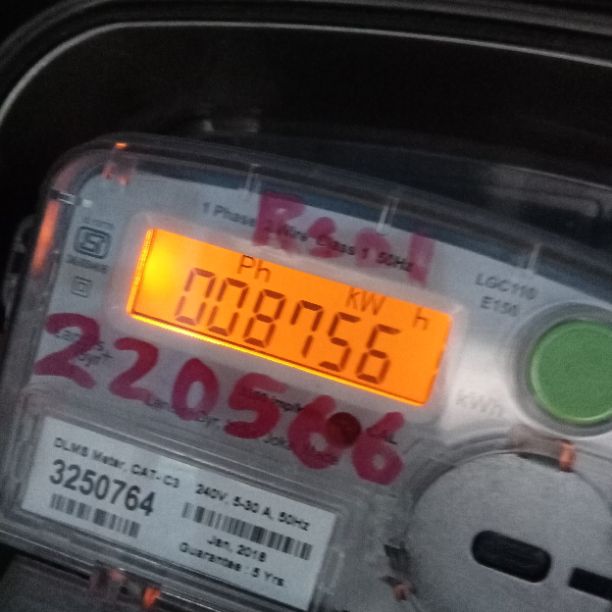 1 Phase 2 Wire Class 1 50Hz
LGC110
E150
Ph kW h
008756
kWh
220566
DLMS Meter, CAT- C3
3250764
240V, 5-30 A, 50Hz
Jan, 2018
Guarantee : 5 Yrs